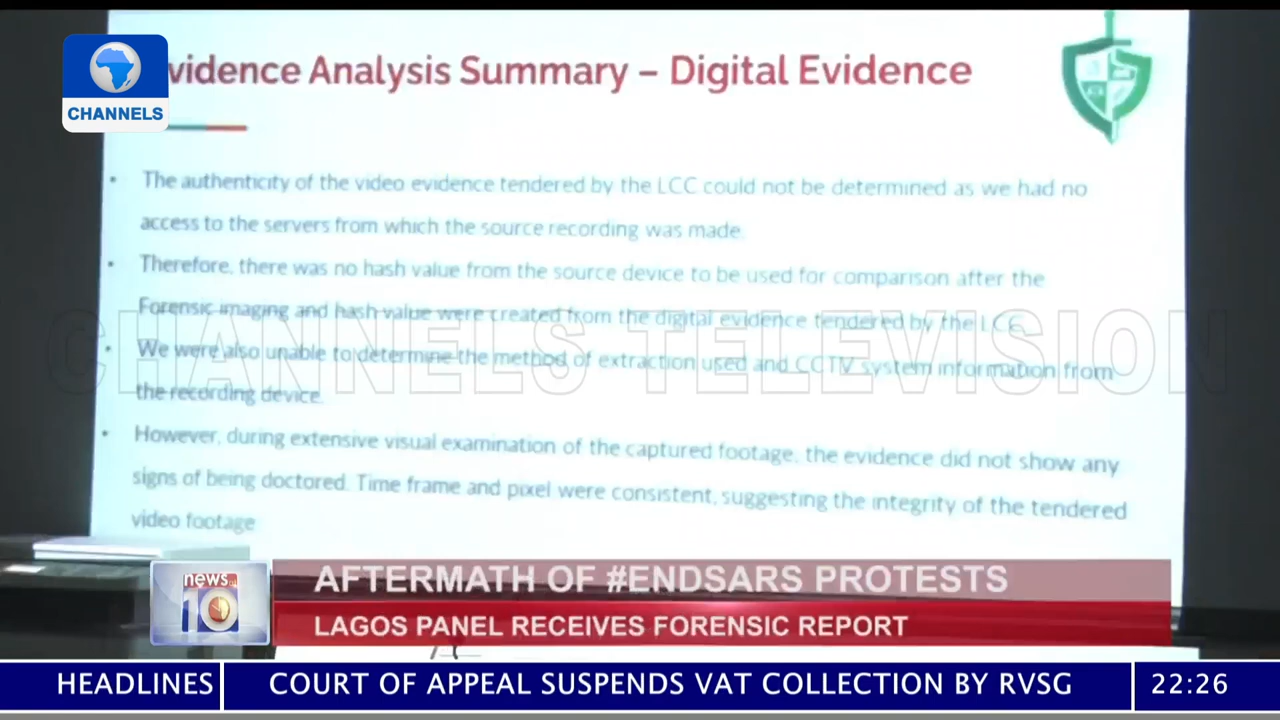 CHANNELS
vidence Analysis Summary – Digital Evidence
• The authenticity of the video evidence tendered by the LCC could not be determined as we had no
access to the servers from which the source recording was made.
• Therefore, there was no hash value from the source device to be used for comparison after the
Forensic imaging and hash value were created from the digital evidence tendered by the LCC.
• We were also unable to determine the method of extraction used and CCTV system information from
the recording device.
• However, during extensive visual examination of the captured footage, the evidence did not show any
signs of being doctored. Time frame and pixel were consistent, suggesting the integrity of the tendered
video footage
CHANNELS TELEVISION
news
10
AFTERMATH OF #ENDSARS PROTESTS
LAGOS PANEL RECEIVES FORENSIC REPORT
HEADLINES COURT OF APPEAL SUSPENDS VAT COLLECTION BY RVSG 22:26